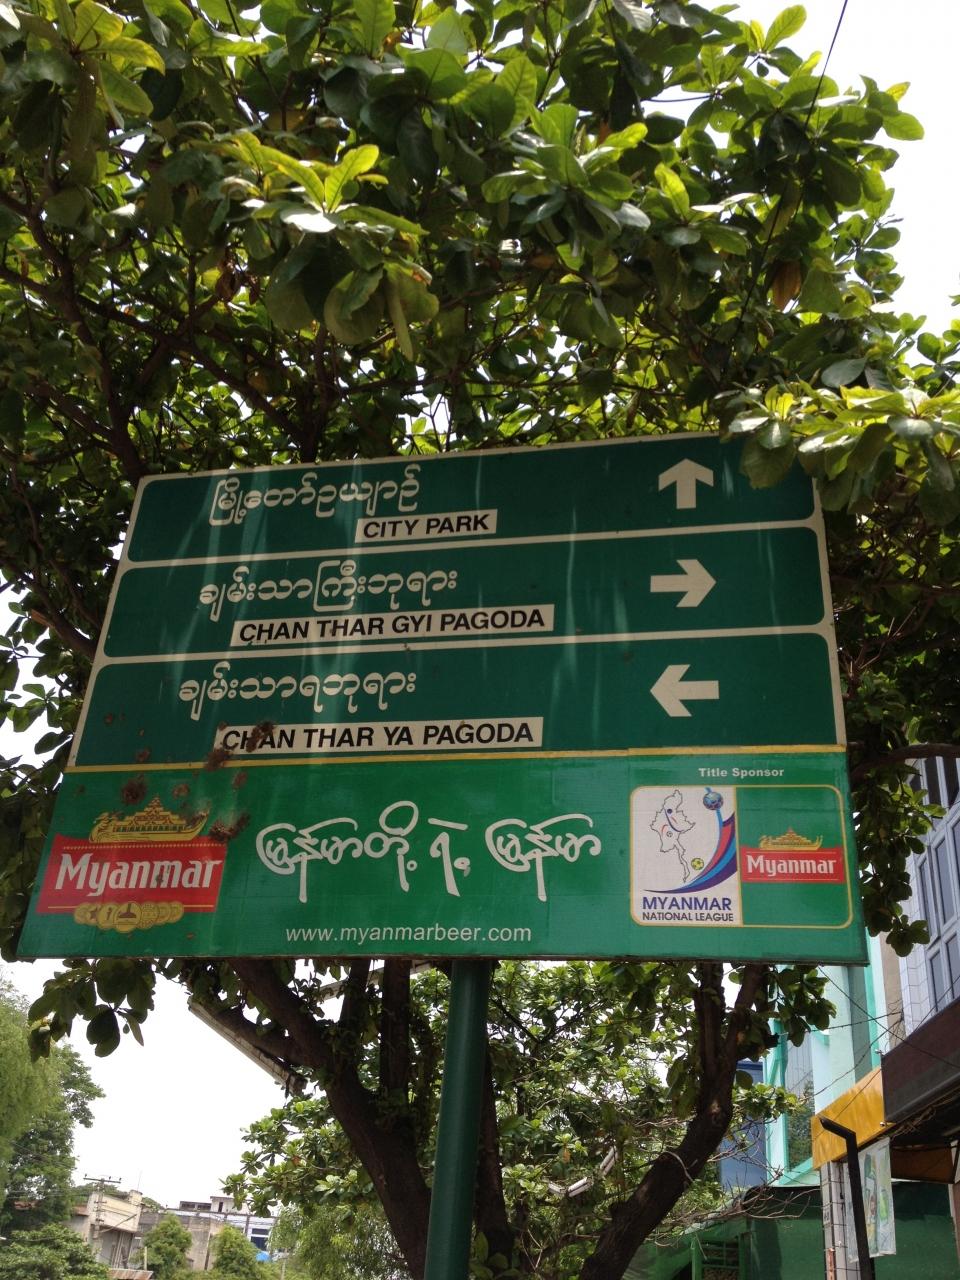 မြို့တော်ဥယျာဉ်
CITY PARK
ချမ်းသာကြီးဘုရား
CHAN THAR GYI PAGODA
ချမ်းသာရဘုရား
CHAN THAR YA PAGODA
Title Sponsor
Myanmar
မြန်မာတို့ ရဲ့ မြန်မာ
MYANMAR
NATIONAL LEAGUE
Myanmar
www.myanmarbeer.com